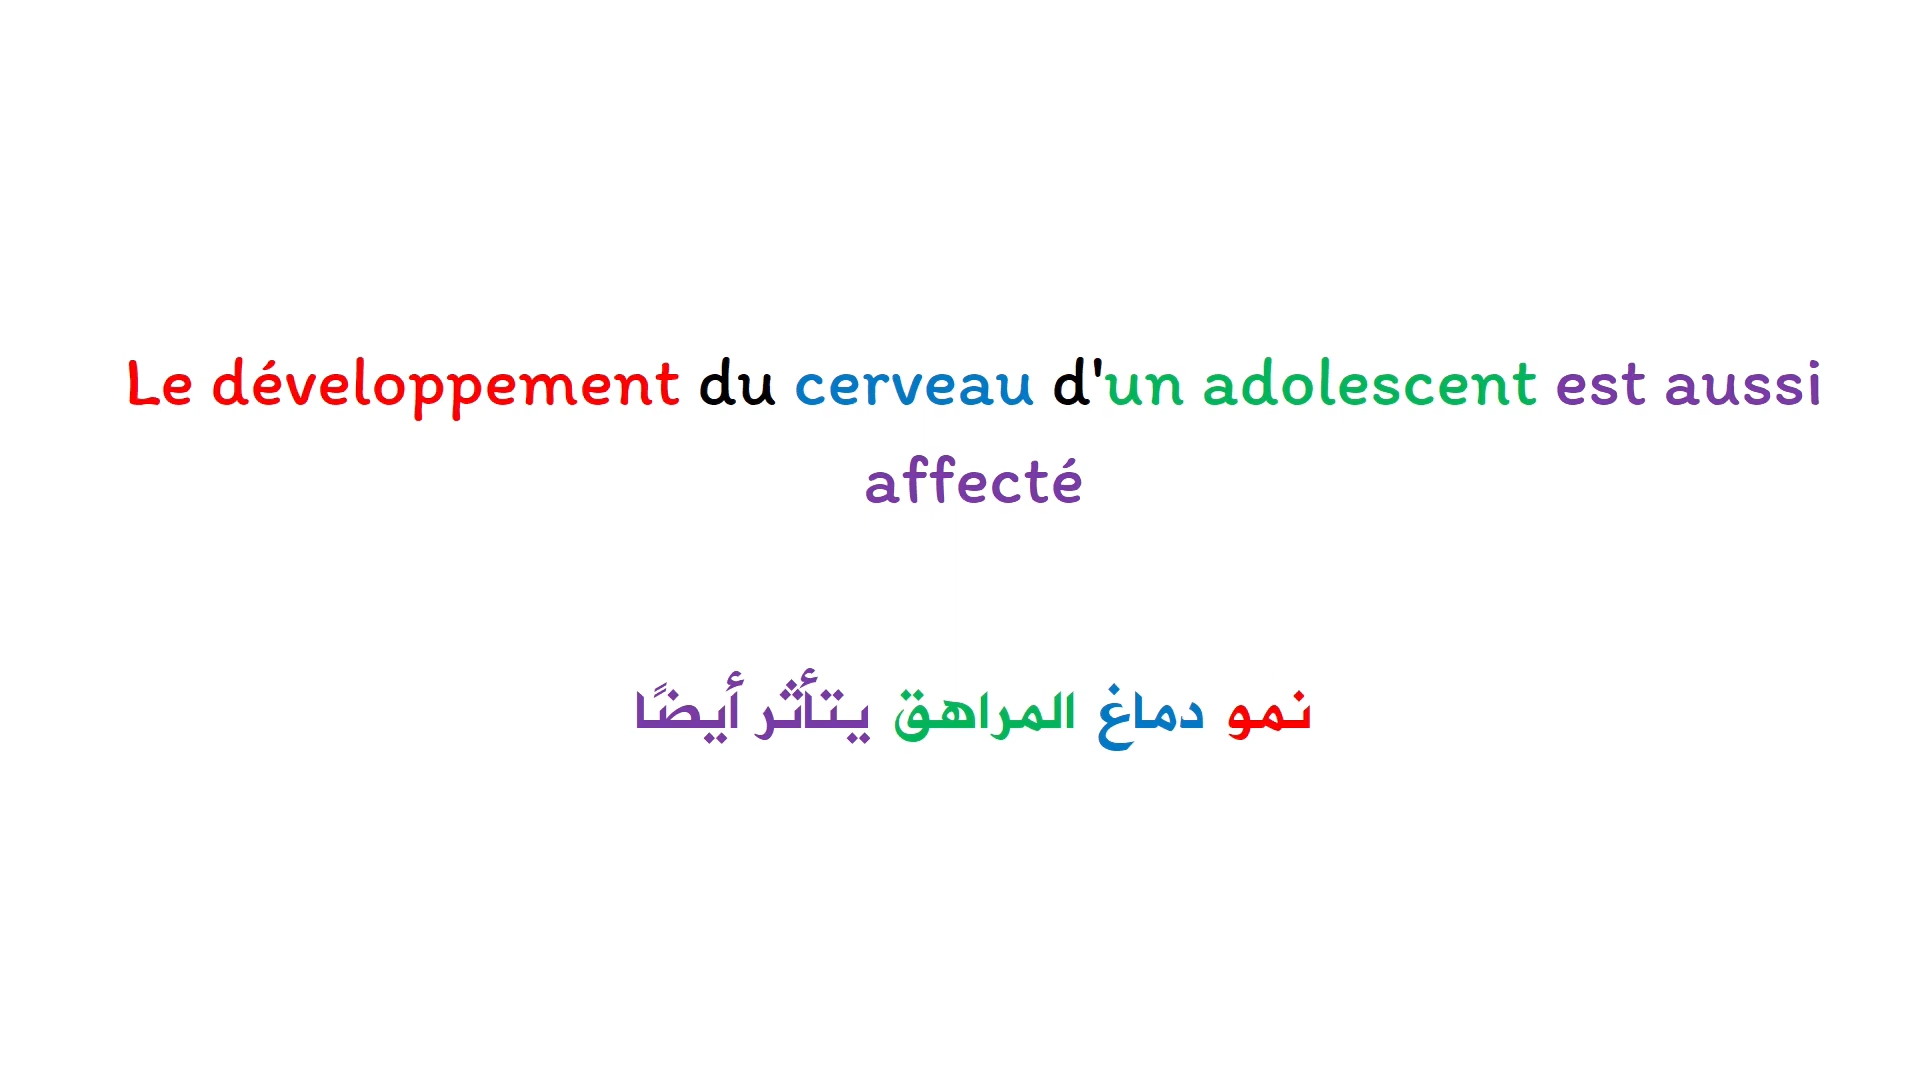 Le développement du cerveau d'un adolescent est aussi
affecté
نمو دماغ المراهق يتأثر أيضًا